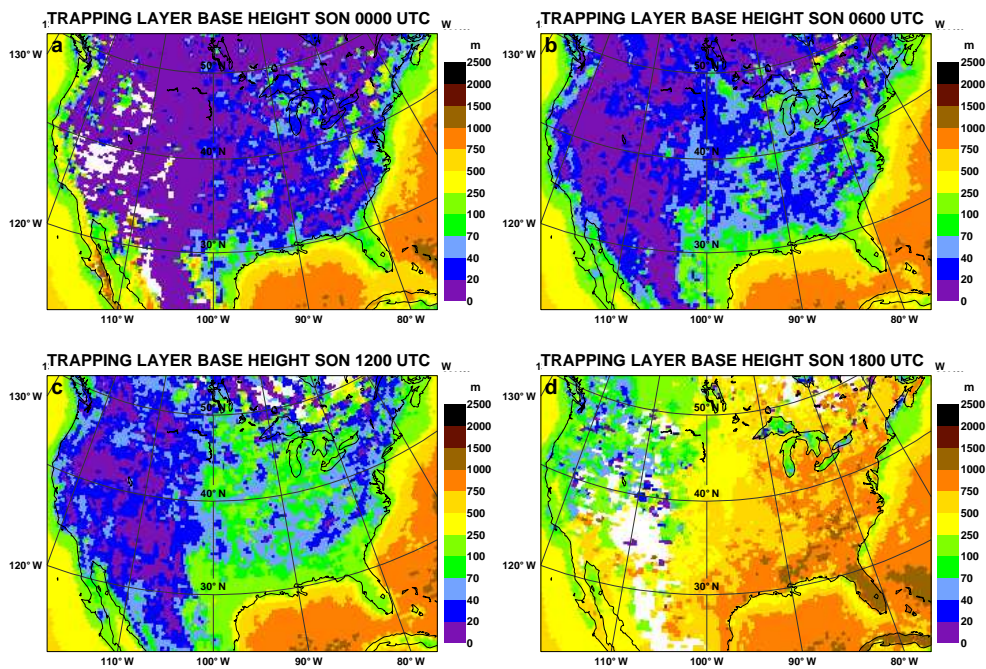 TRAPPING LAYER BASE HEIGHT SON 0000 UTC
1:
W
a
130° W
120° W
110° W
100° W
90° W
80° W
50° N
40° N
30° N
m
2500
2000
1500
1000
750
500
250
100
70
40
20
0
TRAPPING LAYER BASE HEIGHT SON 0600 UTC
1:
W
b
130° W
120° W
110° W
100° W
90° W
80° W
50° N
40° N
30° N
m
2500
2000
1500
1000
750
500
250
100
70
40
20
0
TRAPPING LAYER BASE HEIGHT SON 1200 UTC
1:
W
c
130° W
120° W
110° W
100° W
90° W
80° W
50° N
40° N
30° N
m
2500
2000
1500
1000
750
500
250
100
70
40
20
0
TRAPPING LAYER BASE HEIGHT SON 1800 UTC
1:
W
d
130° W
120° W
110° W
100° W
90° W
80° W
50° N
40° N
30° N
m
2500
2000
1500
1000
750
500
250
100
70
40
20
0